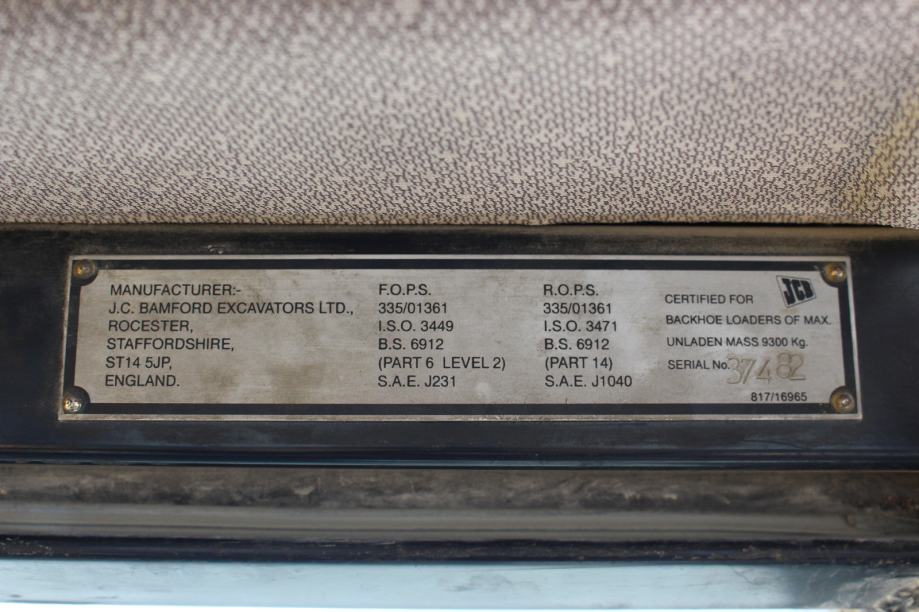 MANUFACTURER:-
J.C. BAMFORD EXCAVATORS LTD.,
ROCESTER,
STAFFORDSHIRE,
ST14 5JP,
ENGLAND.
F.O.P.S.
335/01361
I.S.O. 3449
B.S. 6912
(PART 6 LEVEL 2)
S.A.E. J231
R.O.P.S.
335/01361
I.S.O. 3471
B.S. 6912
(PART 14)
S.A.E. J1040
JCB
CERTIFIED FOR
BACKHOE LOADERS OF MAX.
UNLADEN MASS 9300 Kg.
SERIAL No. 37482
817/16965